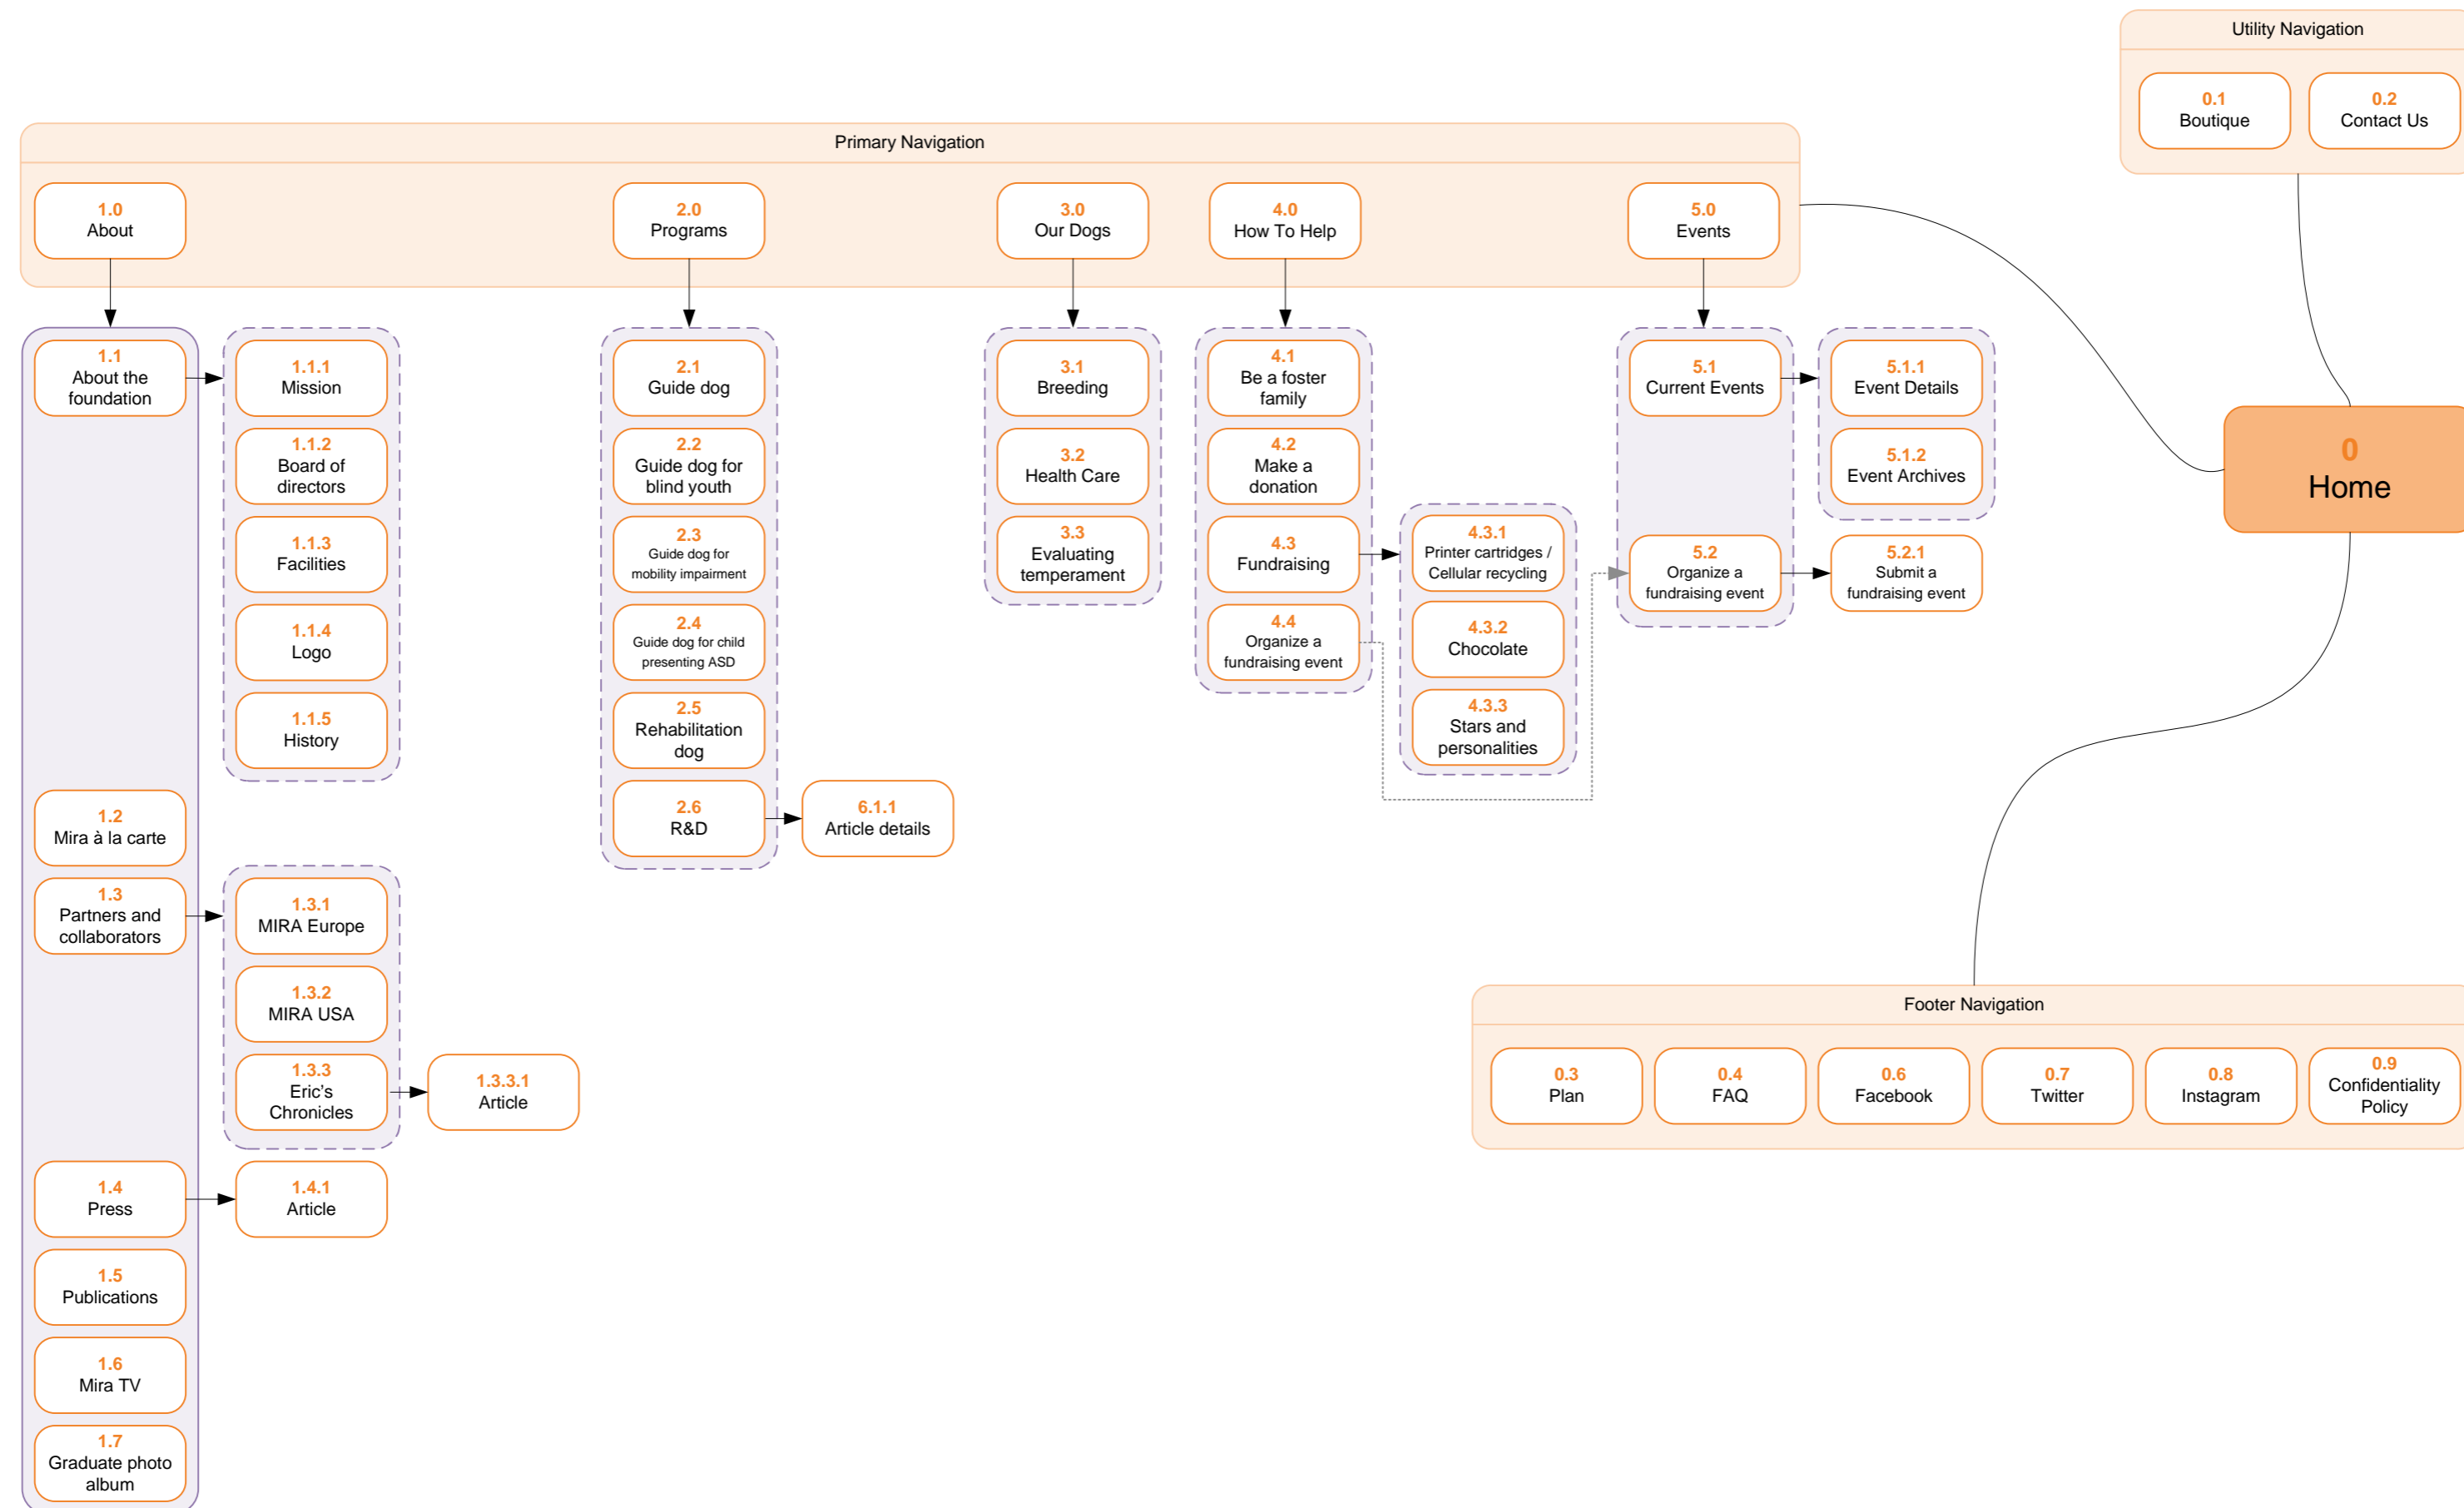 Utility Navigation
0.1
Boutique
0.2
Contact Us
Primary Navigation
1.0
About
2.0
Programs
3.0
Our Dogs
4.0
How To Help
5.0
Events
1.1
About the
foundation
1.1.1
Mission
1.1.2
Board of
directors
1.1.3
Facilities
1.1.4
Logo
1.1.5
History
1.2
Mira à la carte
1.3
Partners and
collaborators
1.3.1
MIRA Europe
1.3.2
MIRA USA
1.3.3
Eric’s
Chronicles
1.3.3.1
Article
1.4
Press
1.4.1
Article
1.5
Publications
1.6
Mira TV
1.7
Graduate photo
album
2.1
Guide dog
2.2
Guide dog for
blind youth
2.3
Guide dog for
mobility impairment
2.4
Guide dog for child
presenting ASD
2.5
Rehabilitation
dog
2.6
R&D
6.1.1
Article details
3.1
Breeding
3.2
Health Care
3.3
Evaluating
temperament
4.1
Be a foster
family
4.2
Make a
donation
4.3
Fundraising
4.4
Organize a
fundraising event
4.3.1
Printer cartridges /
Cellular recycling
4.3.2
Chocolate
4.3.3
Stars and
personalities
5.1
Current Events
5.1.1
Event Details
5.1.2
Event Archives
5.2
Organize a
fundraising event
5.2.1
Submit a
fundraising event
0
Home
Footer Navigation
0.3
Plan
0.4
FAQ
0.6
Facebook
0.7
Twitter
0.8
Instagram
0.9
Confidentiality
Policy